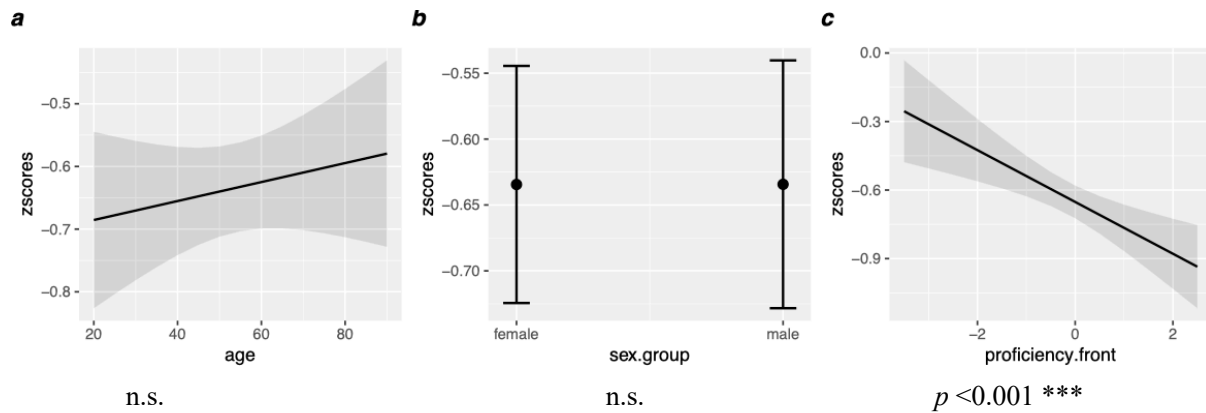 a
b
c
zscores
−0.5
−0.6
−0.7
−0.8
20 40 60 80
age
zscores
−0.55
−0.60
−0.65
−0.70
female male
sex.group
zscores
0.0
−0.3
−0.6
−0.9
−2 0 2
proficiency.front
n.s.
n.s.
p <0.001 ***